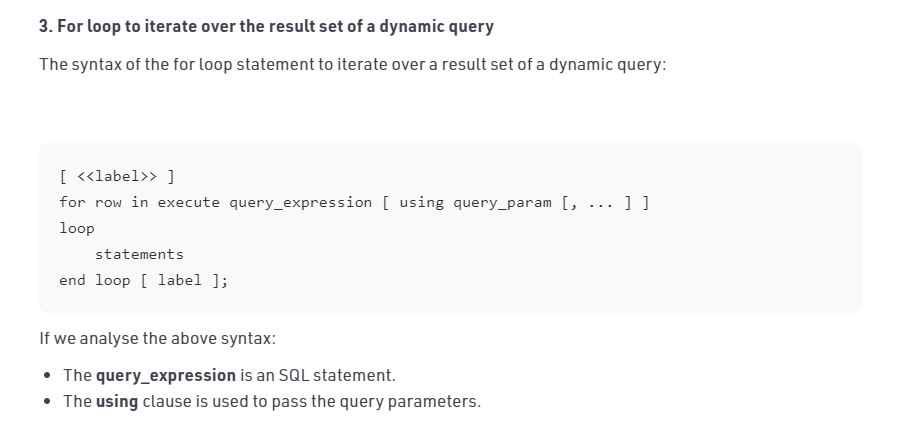 3. For loop to iterate over the result set of a dynamic query
The syntax of the for loop statement to iterate over a result set of a dynamic query:
[ <<label>> ]
for row in execute query_expression [ using query_param [, ... ] ]
loop
    statements
end loop [ label ];
If we analyse the above syntax:
• The query_expression is an SQL statement.
• The using clause is used to pass the query parameters.